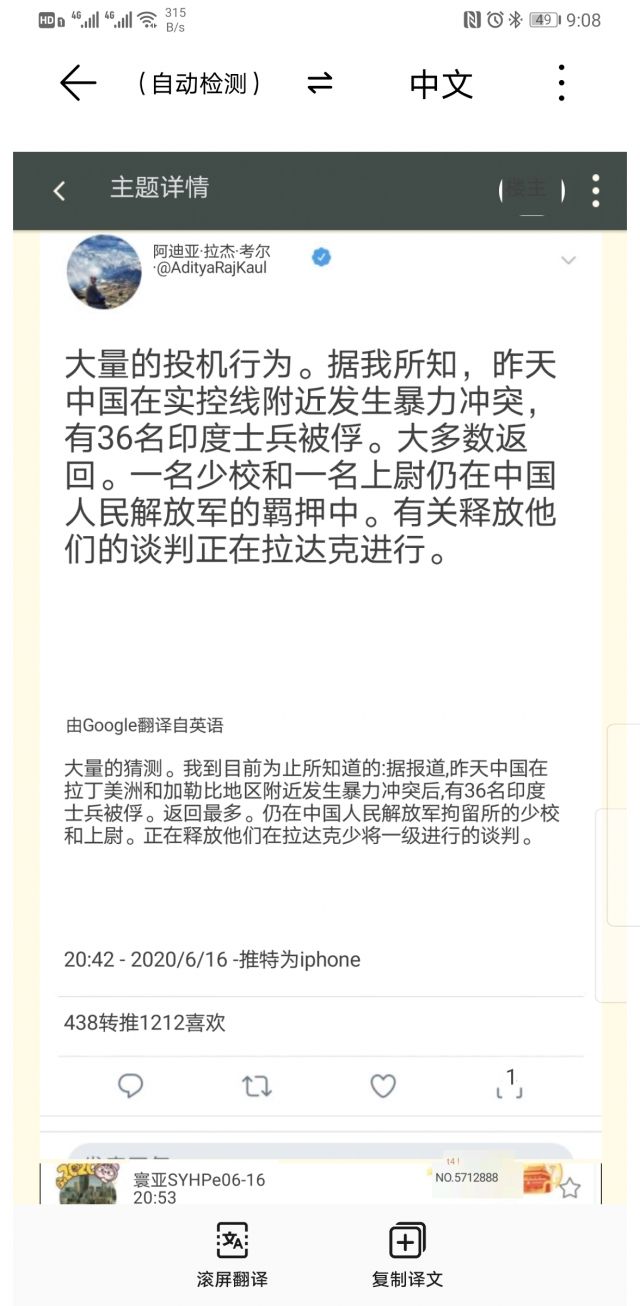 HD 4G 4G 315 B/s 49 9:08
（自动检测） ⇌ 中文
主题详情
（楼主）
阿迪亚·拉杰·考尔
·@AdityaRajKaul
大量的投机行为。据我所知，昨天
中国在实控线附近发生暴力冲突，
有36名印度士兵被俘。大多数返
回。一名少校和一名上尉仍在中国
人民解放军的羁押中。有关释放他
们的谈判正在拉达克进行。
由Google翻译自英语
大量的猜测。我到目前为止所知道的:据报道,昨天中国在
拉丁美洲和加勒比地区附近发生暴力冲突后,有36名印度
士兵被俘。返回最多。仍在中国人民解放军拘留所的少校
和上尉。正在释放他们在拉达克少将一级进行的谈判。
20:42 - 2020/6/16 -推特为iphone
438转推1212喜欢
1
2020
寰亚SYHPe06-16
20:53
t4!
NO.5712888
滚屏翻译
复制译文